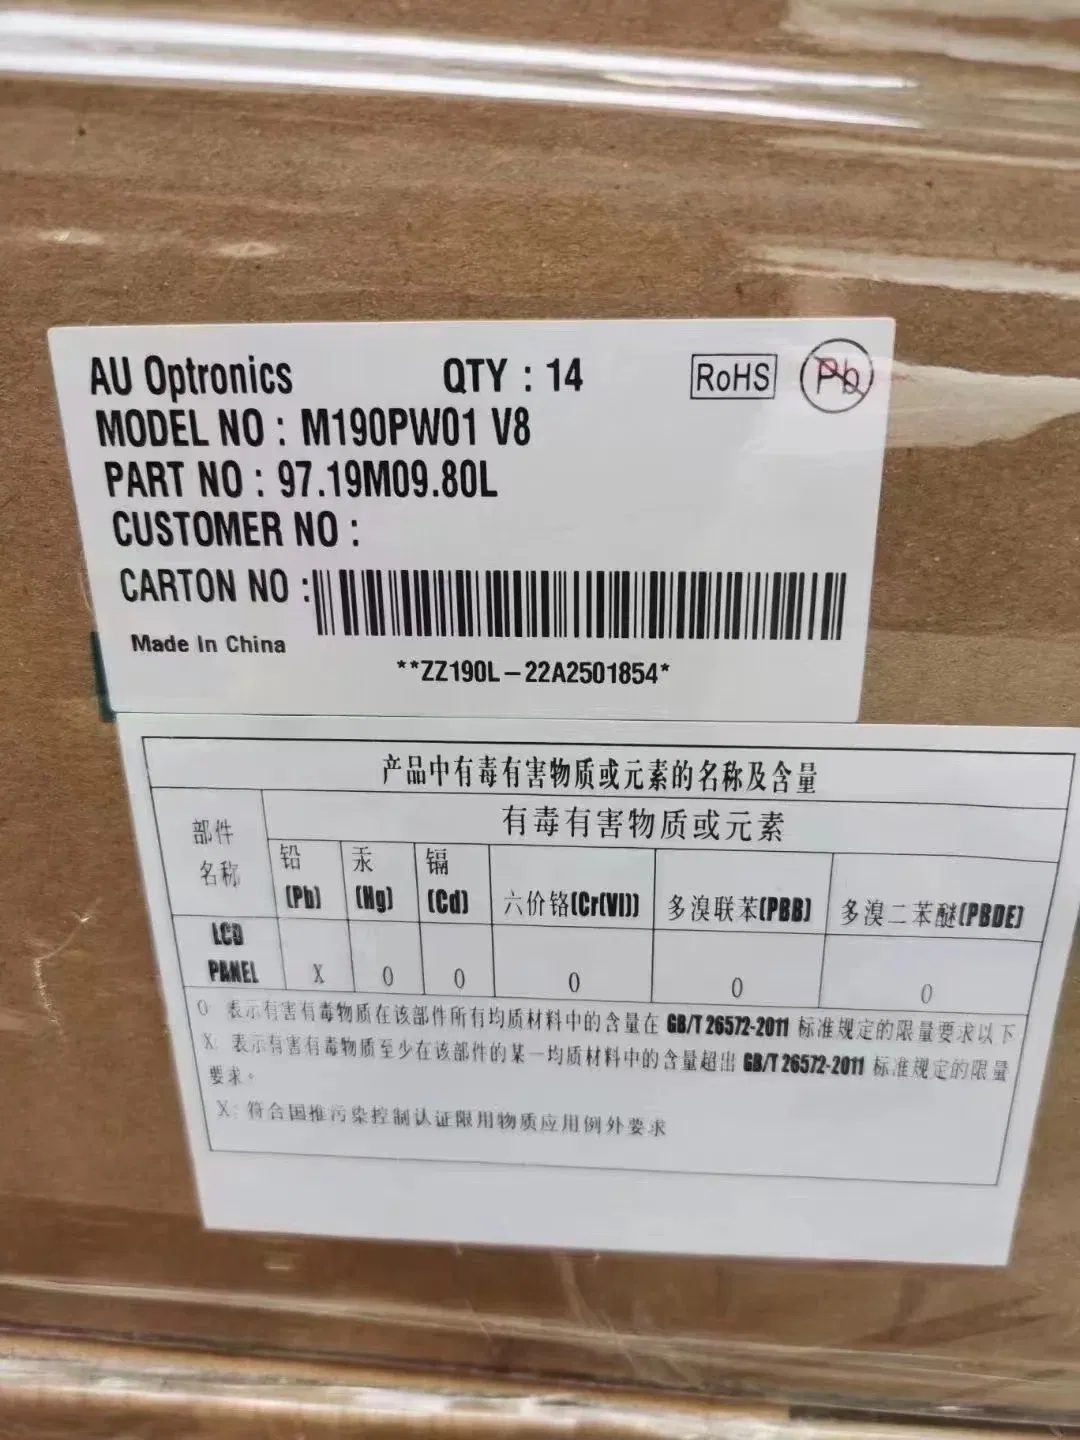 AU Optronics QTY : 14 RoHS Pb
MODEL NO : M190PW01 V8
PART NO : 97.19M09.80L
CUSTOMER NO :
CARTON NO :
Made In China
**ZZ190L-22A2501854*
产品中有毒有害物质或元素的名称及含量
部件名称
有毒有害物质或元素
铅(Pb) 汞(Hg) 镉(Cd) 六价铬(Cr(VI)) 多溴联苯(PBB) 多溴二苯醚(PBDE)
LCD PANEL X 0 0 0 0 0
0: 表示有害有毒物质在该部件所有均质材料中的含量在 GB/T 26572-2011 标准规定的限量要求以下
X: 表示有害有毒物质至少在该部件的某一均质材料中的含量超出 GB/T 26572-2011 标准规定的限量
要求。
X: 符合国推污染控制认证限用物质应用例外要求